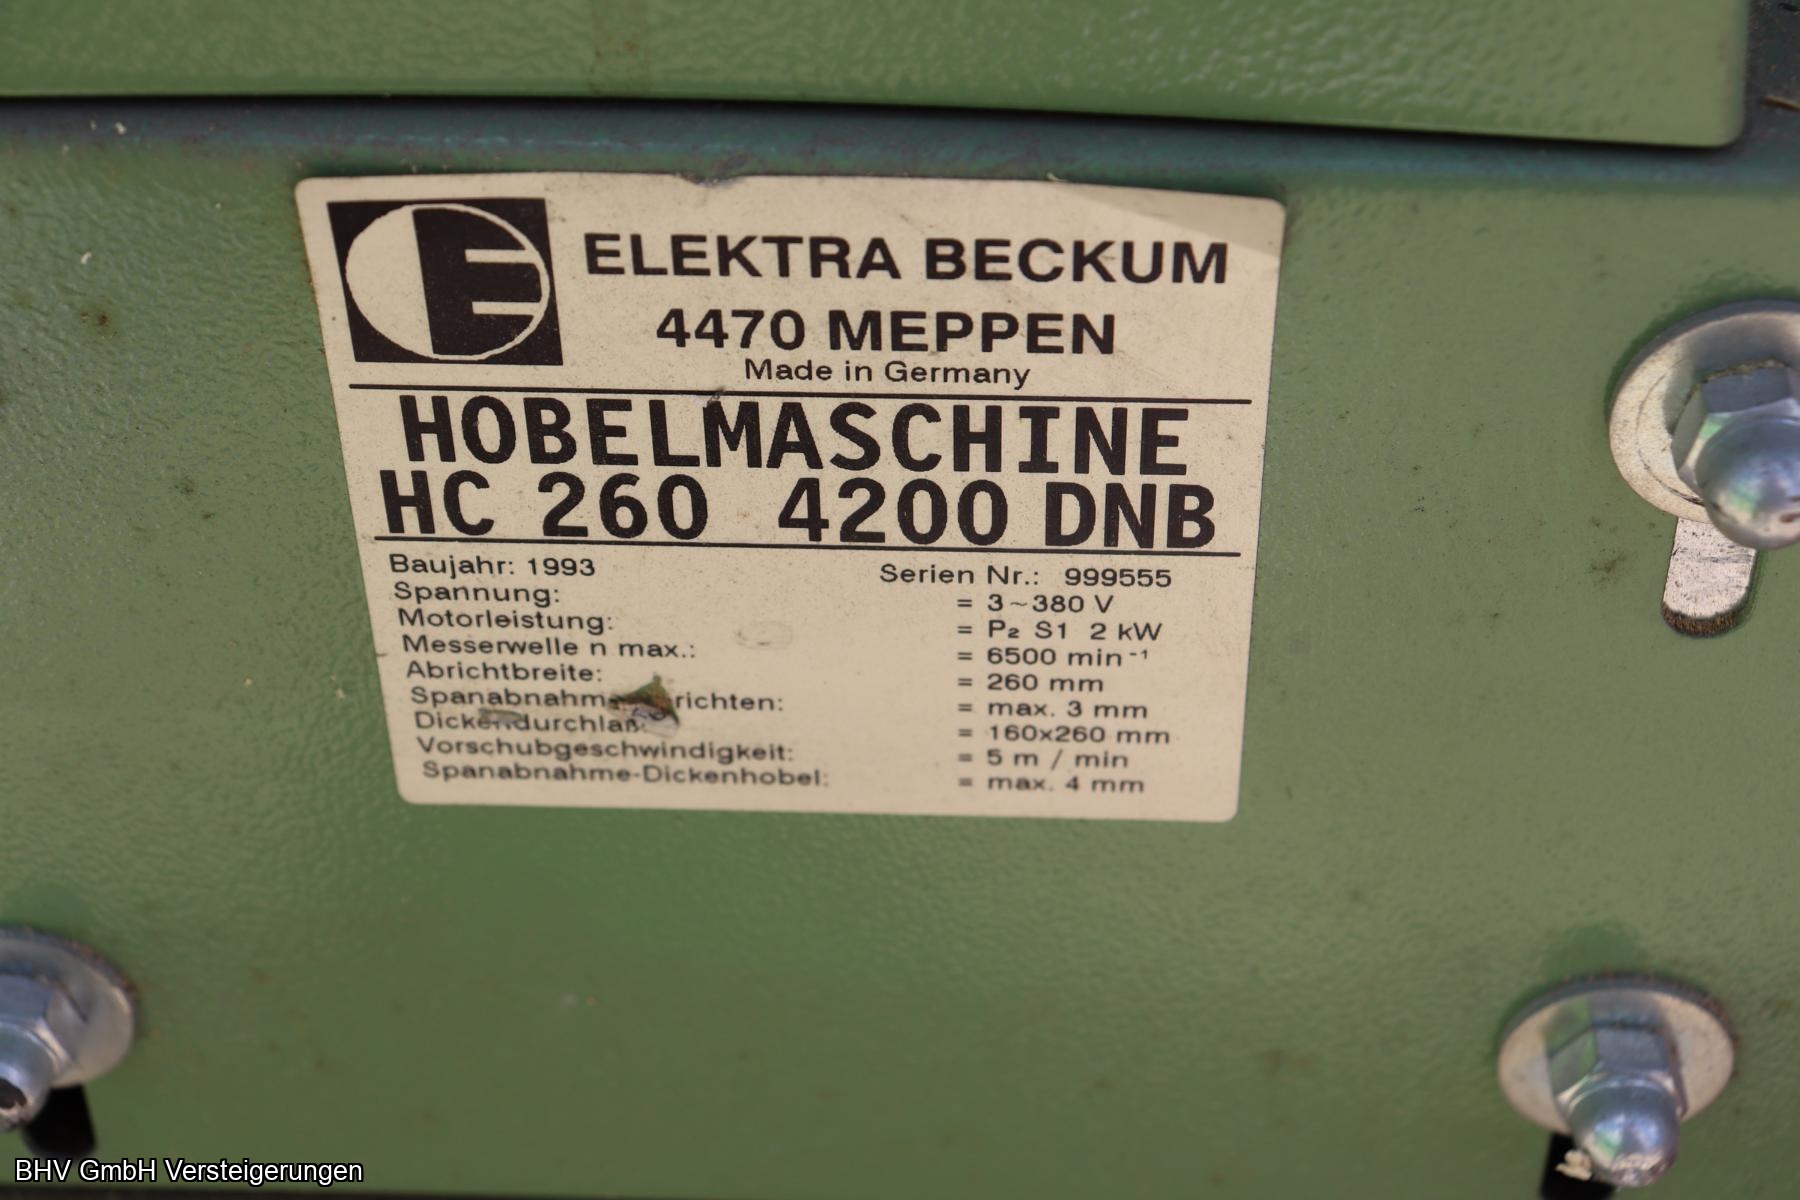 E
ELEKTRA BECKUM
4470 MEPPEN
Made in Germany
HOBELMASCHINE
HC 260 4200 DNB
Baujahr: 1993 Serien Nr.: 999555
Spannung: = 3~380 V
Motorleistung: = P₂ S1 2 kW
Messerwelle n max.: = 6500 min⁻¹
Abrichtbreite: = 260 mm
richten: = max. 3 mm
= 160x260 mm
Vorschubgeschwindigkeit: = 5 m / min
Spanabnahme-Dickenhobel: = max. 4 mm
BHV GmbH Versteigerungen